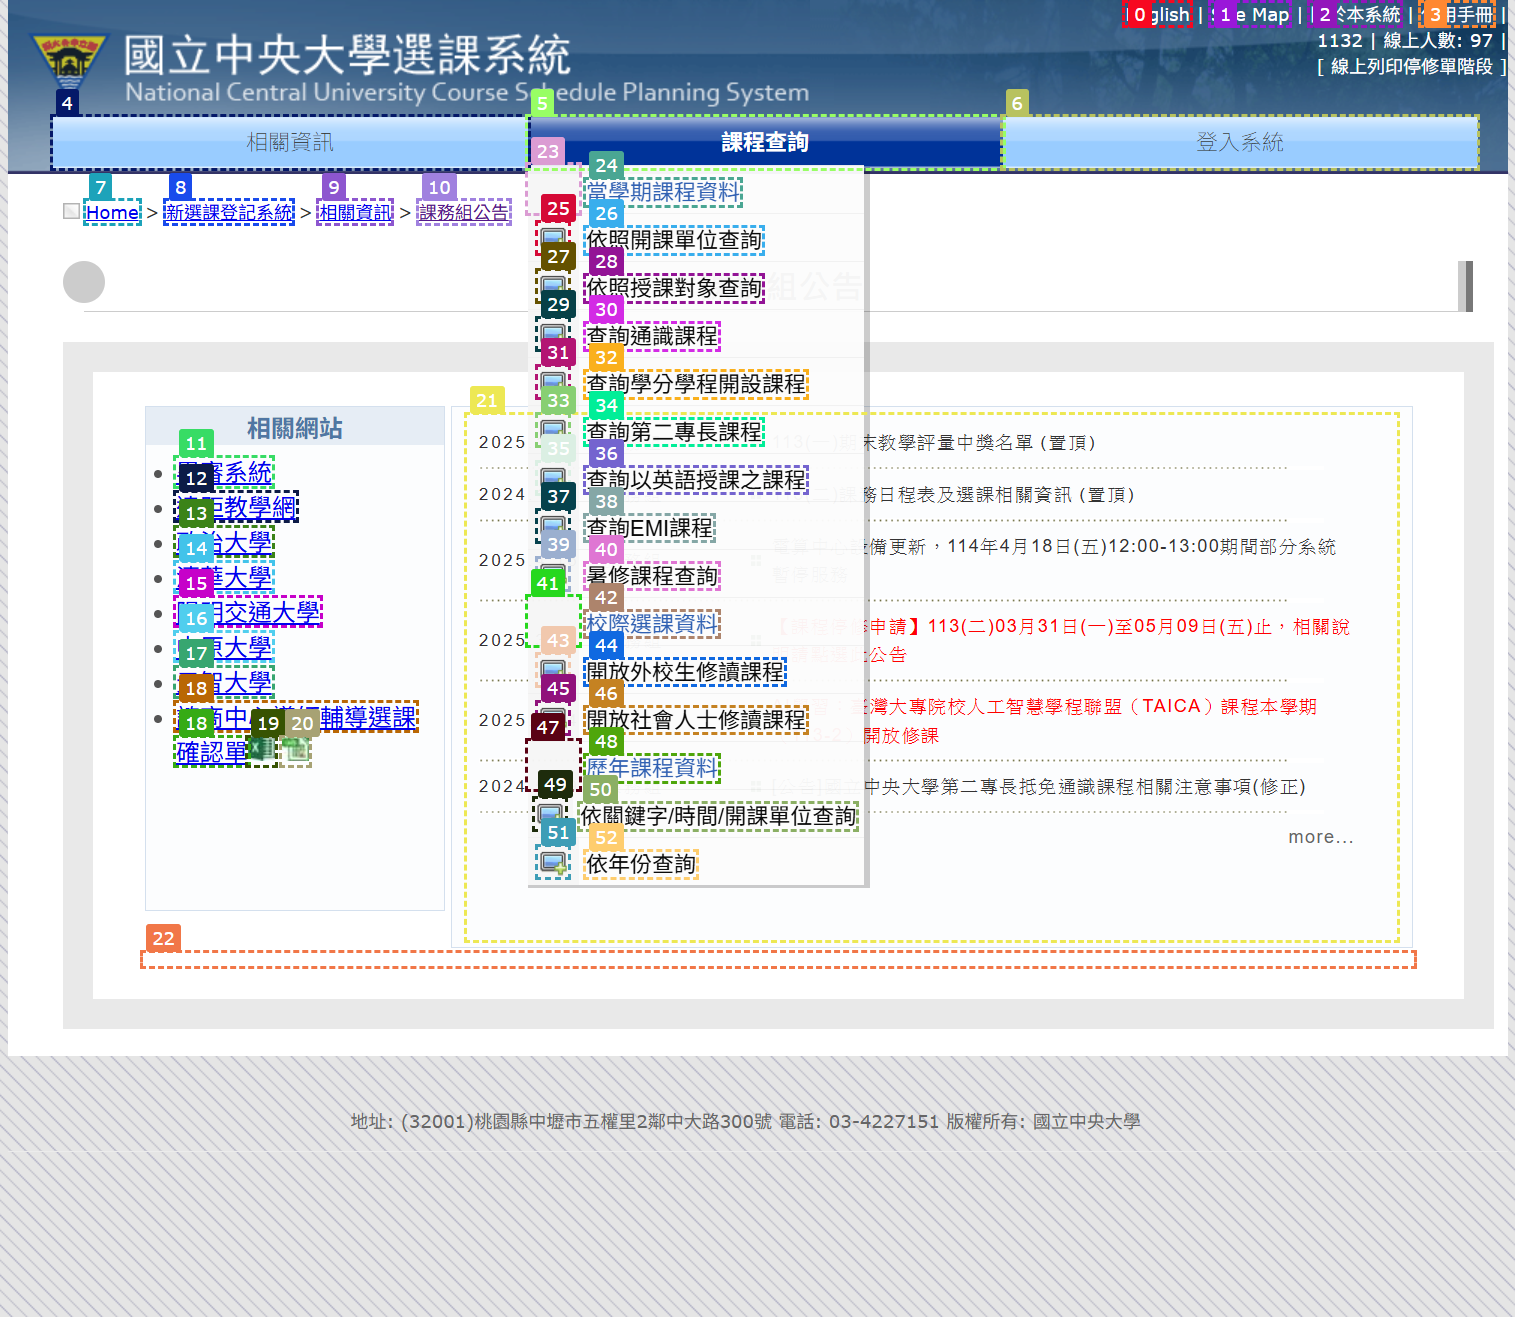 English | Site Map | 於本系統 | 使用手冊 |
1132 | 線上人數: 97 |
[ 線上列印停修單階段 ]
國立中央大學選課系統
National Central University Course Schedule Planning System
相關資訊
課程查詢
登入系統
Home > 新選課登記系統 > 相關資訊 > 課務組公告
組公告
當學期課程資料
依照開課單位查詢
依照授課對象查詢
查詢通識課程
查詢學分學程開設課程
查詢第二專長課程
查詢以英語授課之課程
查詢EMI課程
暑修課程查詢
校際選課資料
開放外校生修讀課程
開放社會人士修讀課程
歷年課程資料
依關鍵字/時間/開課單位查詢
依年份查詢
相關網站
審系統
教學網
政治大學
清華大學
陽明交通大學
中原大學
元智大學
輔導選課
確認單
2025 113(一)期末教學評量中獎名單 (置頂)
2024 務日程表及選課相關資訊 (置頂)
2025 備更新，114年4月18日(五)12:00-13:00期間部分系統
2025 申請】113(二)03月31日(一)至05月09日(五)止，相關說
公告
2025 臺灣大專院校人工智慧學程聯盟（TAICA）課程本學期
開放修課
2024 中央大學第二專長抵免通識課程相關注意事項(修正)
more...
地址: (32001)桃園縣中壢市五權里2鄰中大路300號 電話: 03-4227151 版權所有: 國立中央大學
0
1
2
3
4
5
6
7
8
9
10
11
12
13
14
15
16
17
18
18
19
20
21
22
23
24
25
26
27
28
29
30
31
32
33
34
35
36
37
38
39
40
41
42
43
44
45
46
47
48
49
50
51
52